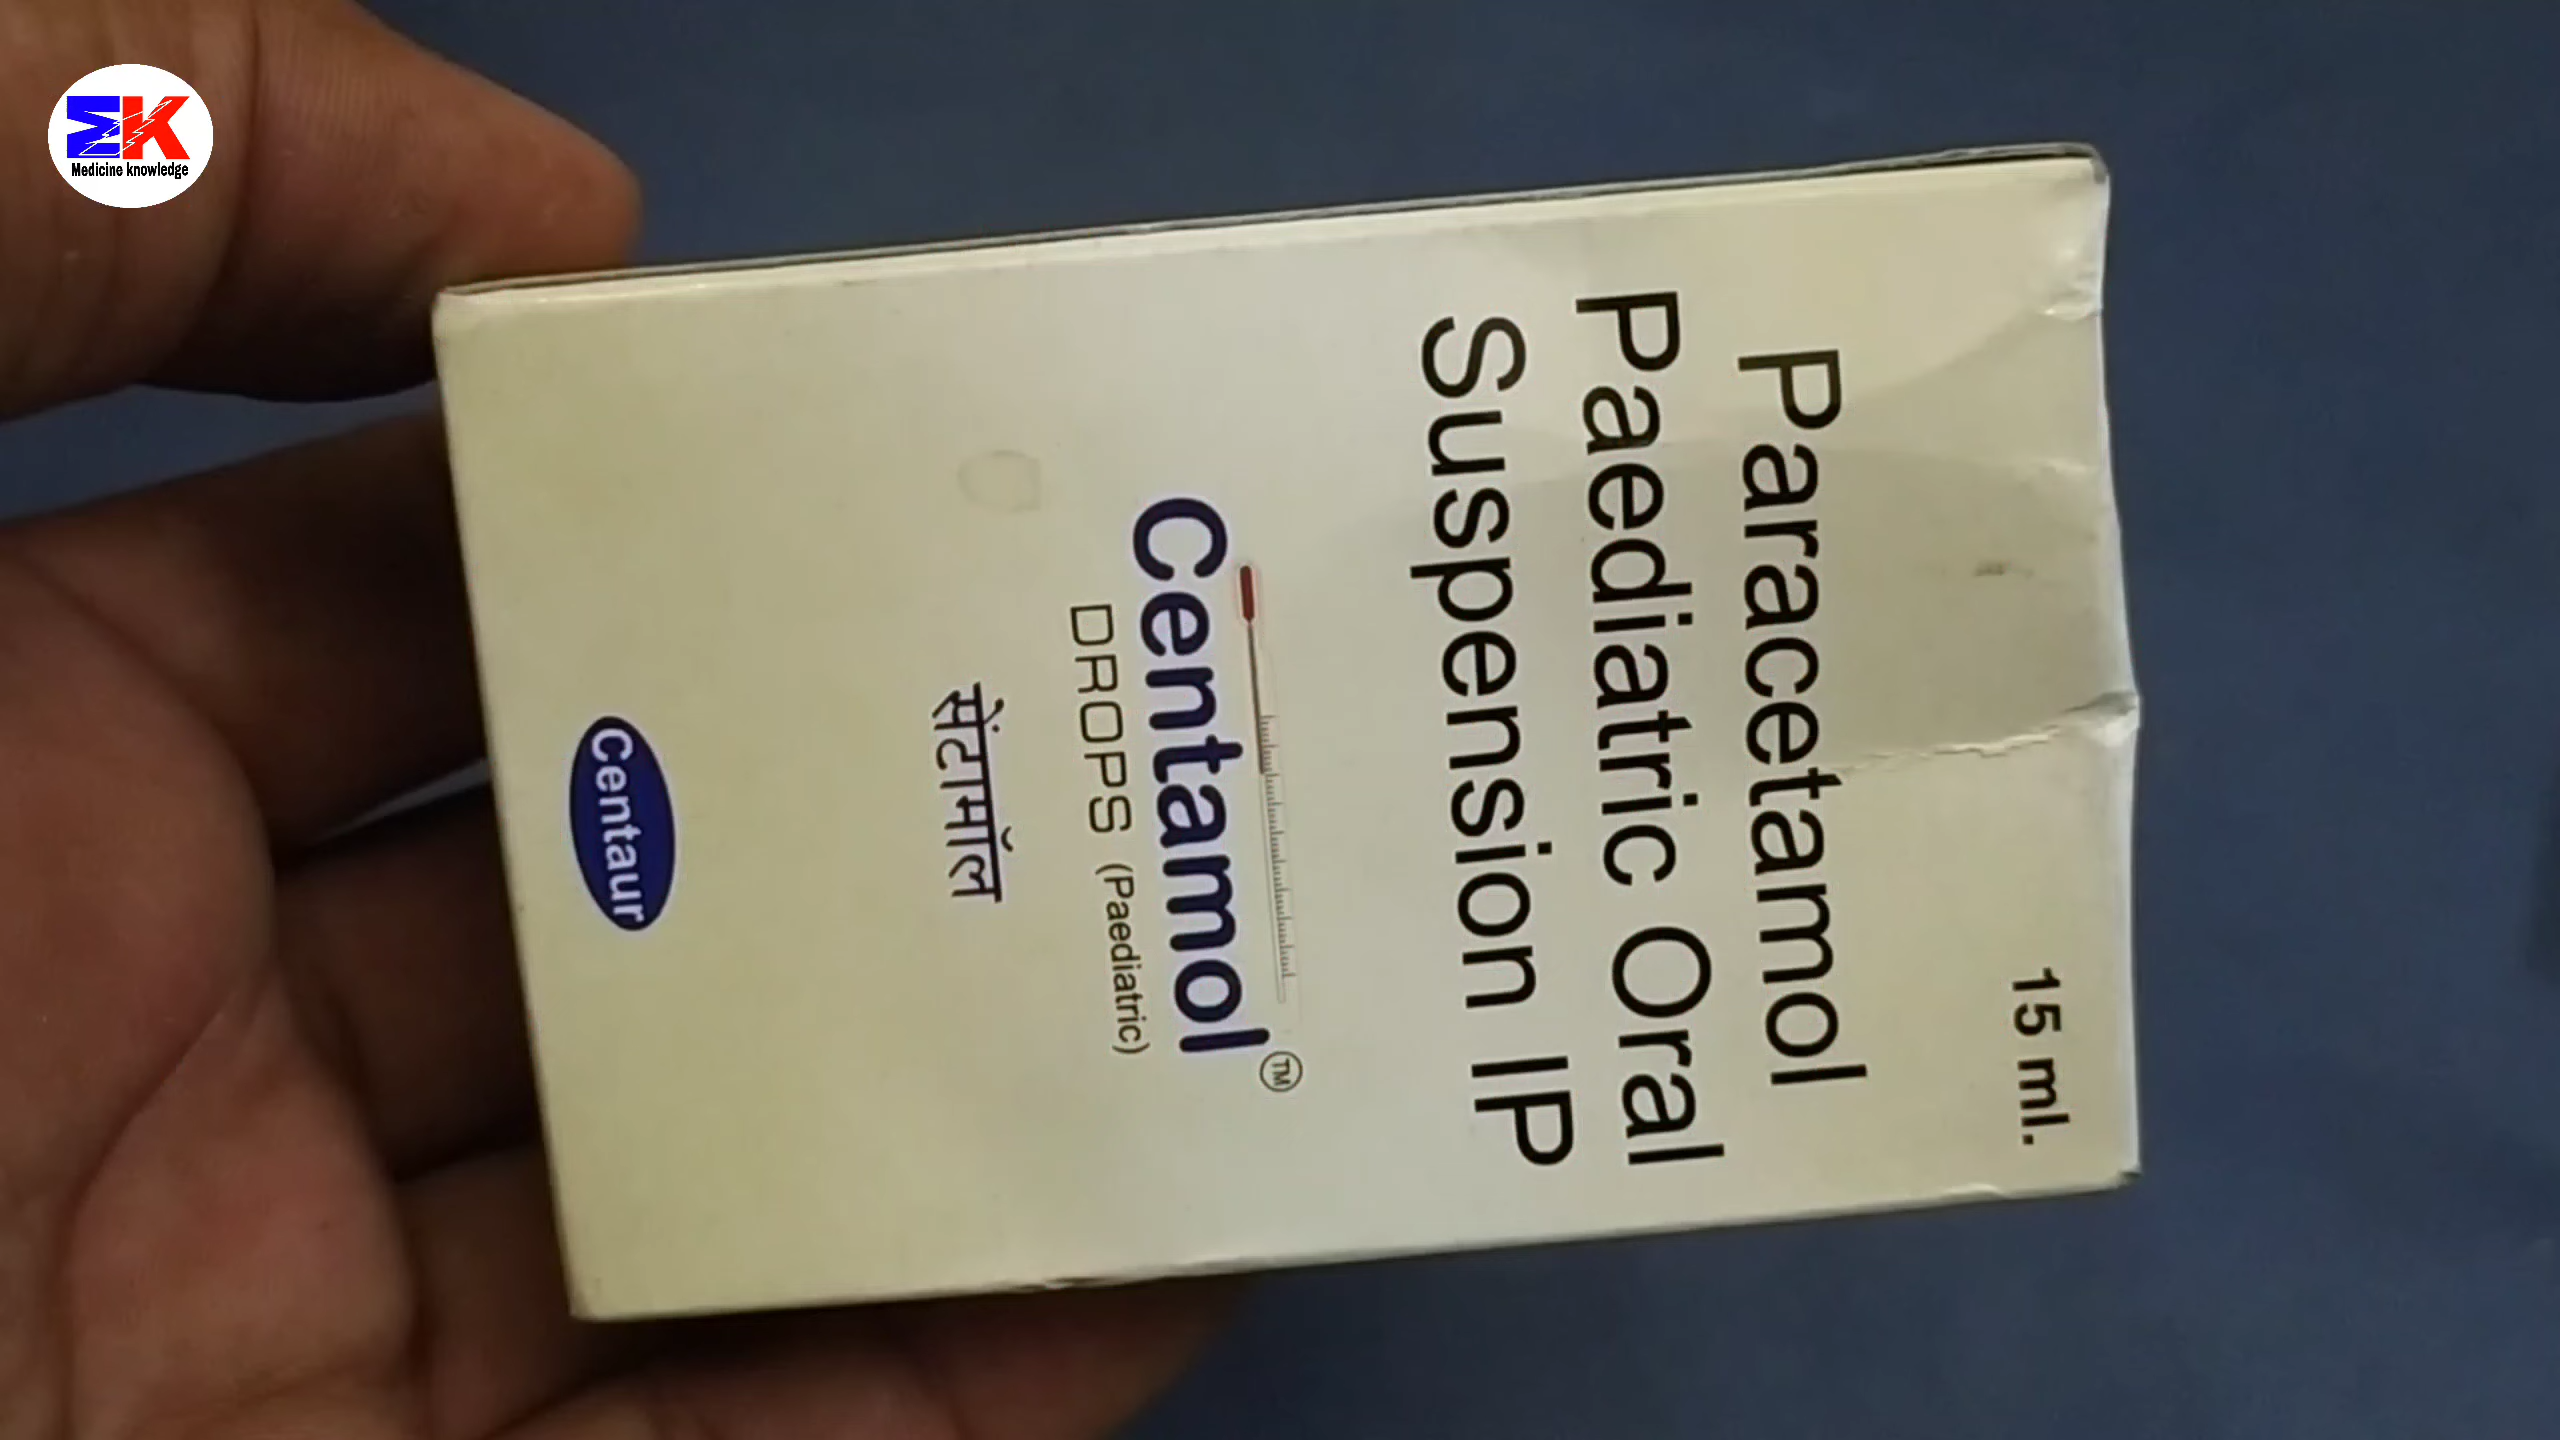 Medicine knowledge
15 ml.
Paracetamol
Paediatric Oral
Suspension IP
Centamol TM
DROPS (Paediatric)
सेंटामॉल
Centaur